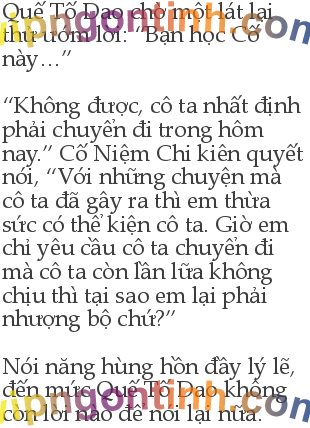 Quế Tố Dao chờ một lát lại
thử ướm lời: “Bạn học Cố
này…”
“Không được, cô ta nhất định
phải chuyển đi trong hôm
nay.” Cố Niệm Chi kiên quyết
nói, “Với những chuyện mà
cô ta đã gây ra thì em thừa
sức có thể kiện cô ta. Giờ em
chỉ yêu cầu cô ta chuyển đi
mà cô ta còn lần lữa không
chịu thì tại sao em lại phải
nhượng bộ chứ?”
Nói năng hùng hồn đầy lý lẽ,
đến mức Quế Tố Dao không
còn lời nào để nói lại nữa.